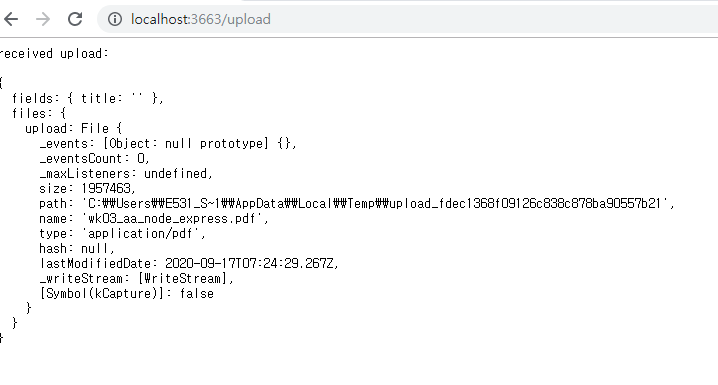 localhost:3663/upload
received upload:
{
  fields: { title: '' },
  files: {
    upload: File {
      _events: [Object: null prototype] {},
      _eventsCount: 0,
      _maxListeners: undefined,
      size: 1957463,
      path: 'C:₩₩Users₩₩E531_S~1₩₩AppData₩₩Local₩₩Temp₩₩upload_fdec1368f09126c838c878ba90557b21',
      name: 'wk03_aa_node_express.pdf',
      type: 'application/pdf',
      hash: null,
      lastModifiedDate: 2020-09-17T07:24:29.267Z,
      _writeStream: [WriteStream],
      [Symbol(kCapture)]: false
    }
  }
}